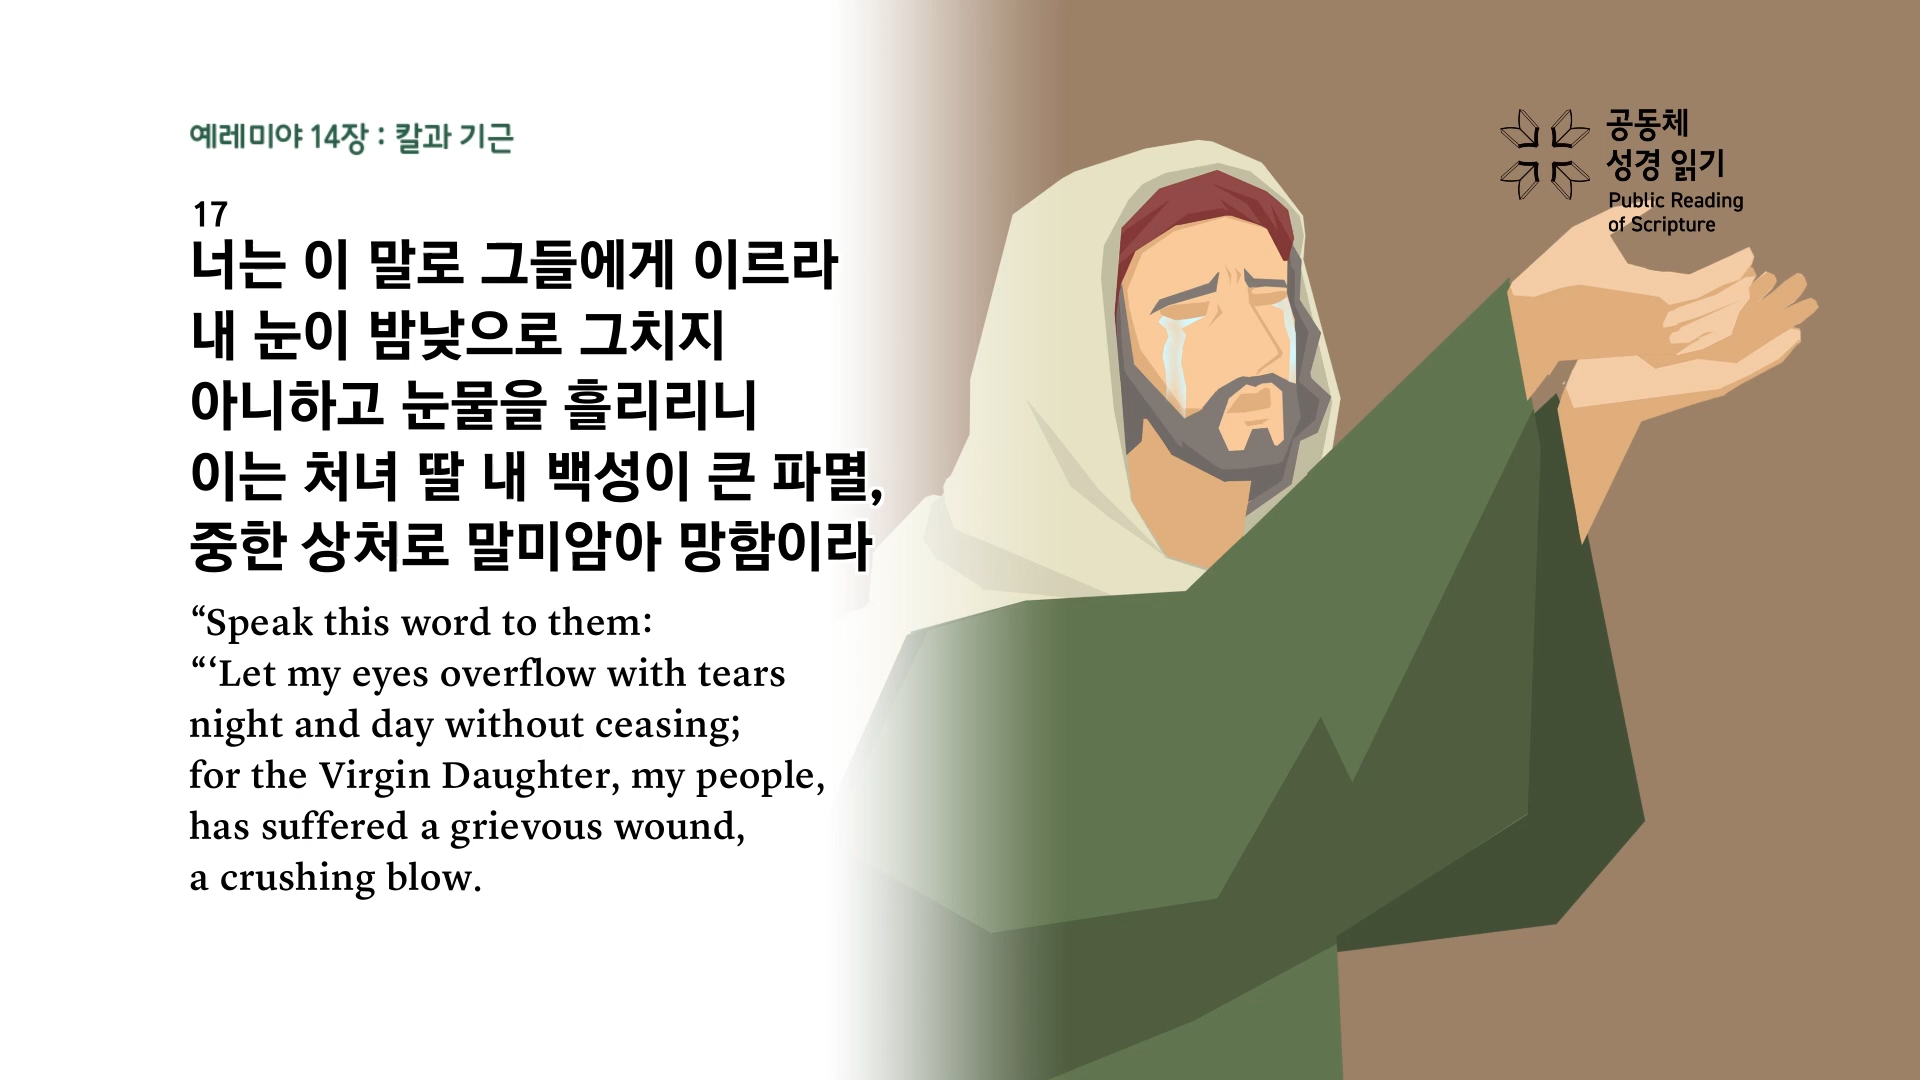 예레미야 14장 : 칼과 기근
17
너는 이 말로 그들에게 이르라
내 눈이 밤낮으로 그치지
아니하고 눈물을 흘리리니
이는 처녀 딸 내 백성이 큰 파멸,
중한 상처로 말미암아 망함이라
“Speak this word to them:
“‘Let my eyes overflow with tears
night and day without ceasing;
for the Virgin Daughter, my people,
has suffered a grievous wound,
a crushing blow.
공동체
성경 읽기
Public Reading
of Scripture